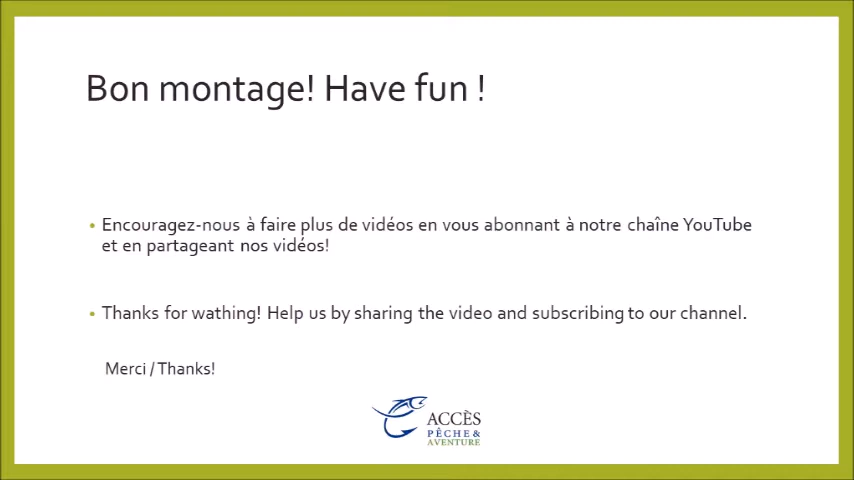 Bon montage! Have fun !
• Encouragez-nous à faire plus de vidéos en vous abonnant à notre chaîne YouTube
et en partageant nos vidéos!
• Thanks for wathing! Help us by sharing the video and subscribing to our channel.
Merci / Thanks!
ACCÈS
PÊCHE &
AVENTURE